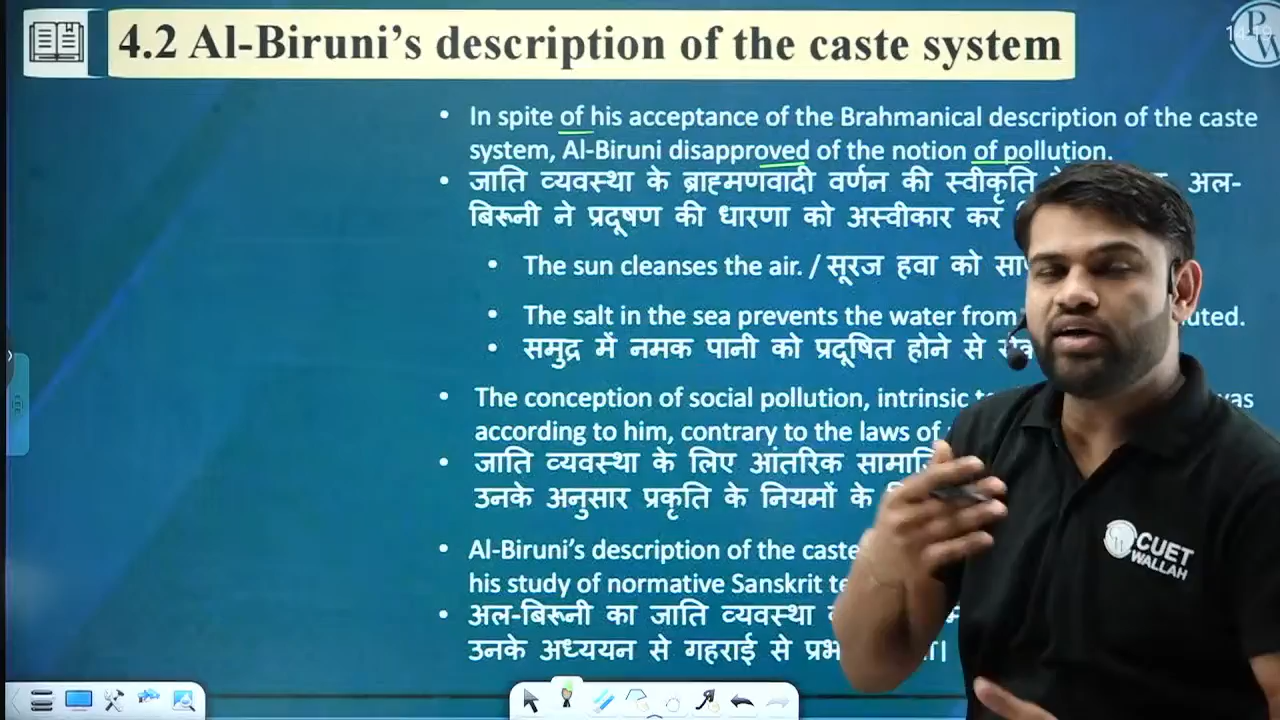 4.2 Al-Biruni's description of the caste system
• In spite of his acceptance of the Brahmanical description of the caste
system, Al-Biruni disapproved of the notion of pollution.
• जाति व्यवस्था के ब्राह्मणवादी वर्णन की स्वीकृति अल-
बिरूनी ने प्रदूषण की धारणा को अस्वीकार कर
• The sun cleanses the air. / सूरज हवा को
• The salt in the sea prevents the water from
• समुद्र में नमक पानी को प्रदूषित होने से
• The conception of social pollution, intrinsic
according to him, contrary to the laws of
• जाति व्यवस्था के लिए आंतरिक
उनके अनुसार प्रकृति के नियमों के
• Al-Biruni's description of the caste
his study of normative Sanskrit
• अल-बिरूनी का जाति व्यवस्था
उनके अध्ययन से गहराई से
CUET
WALLAH